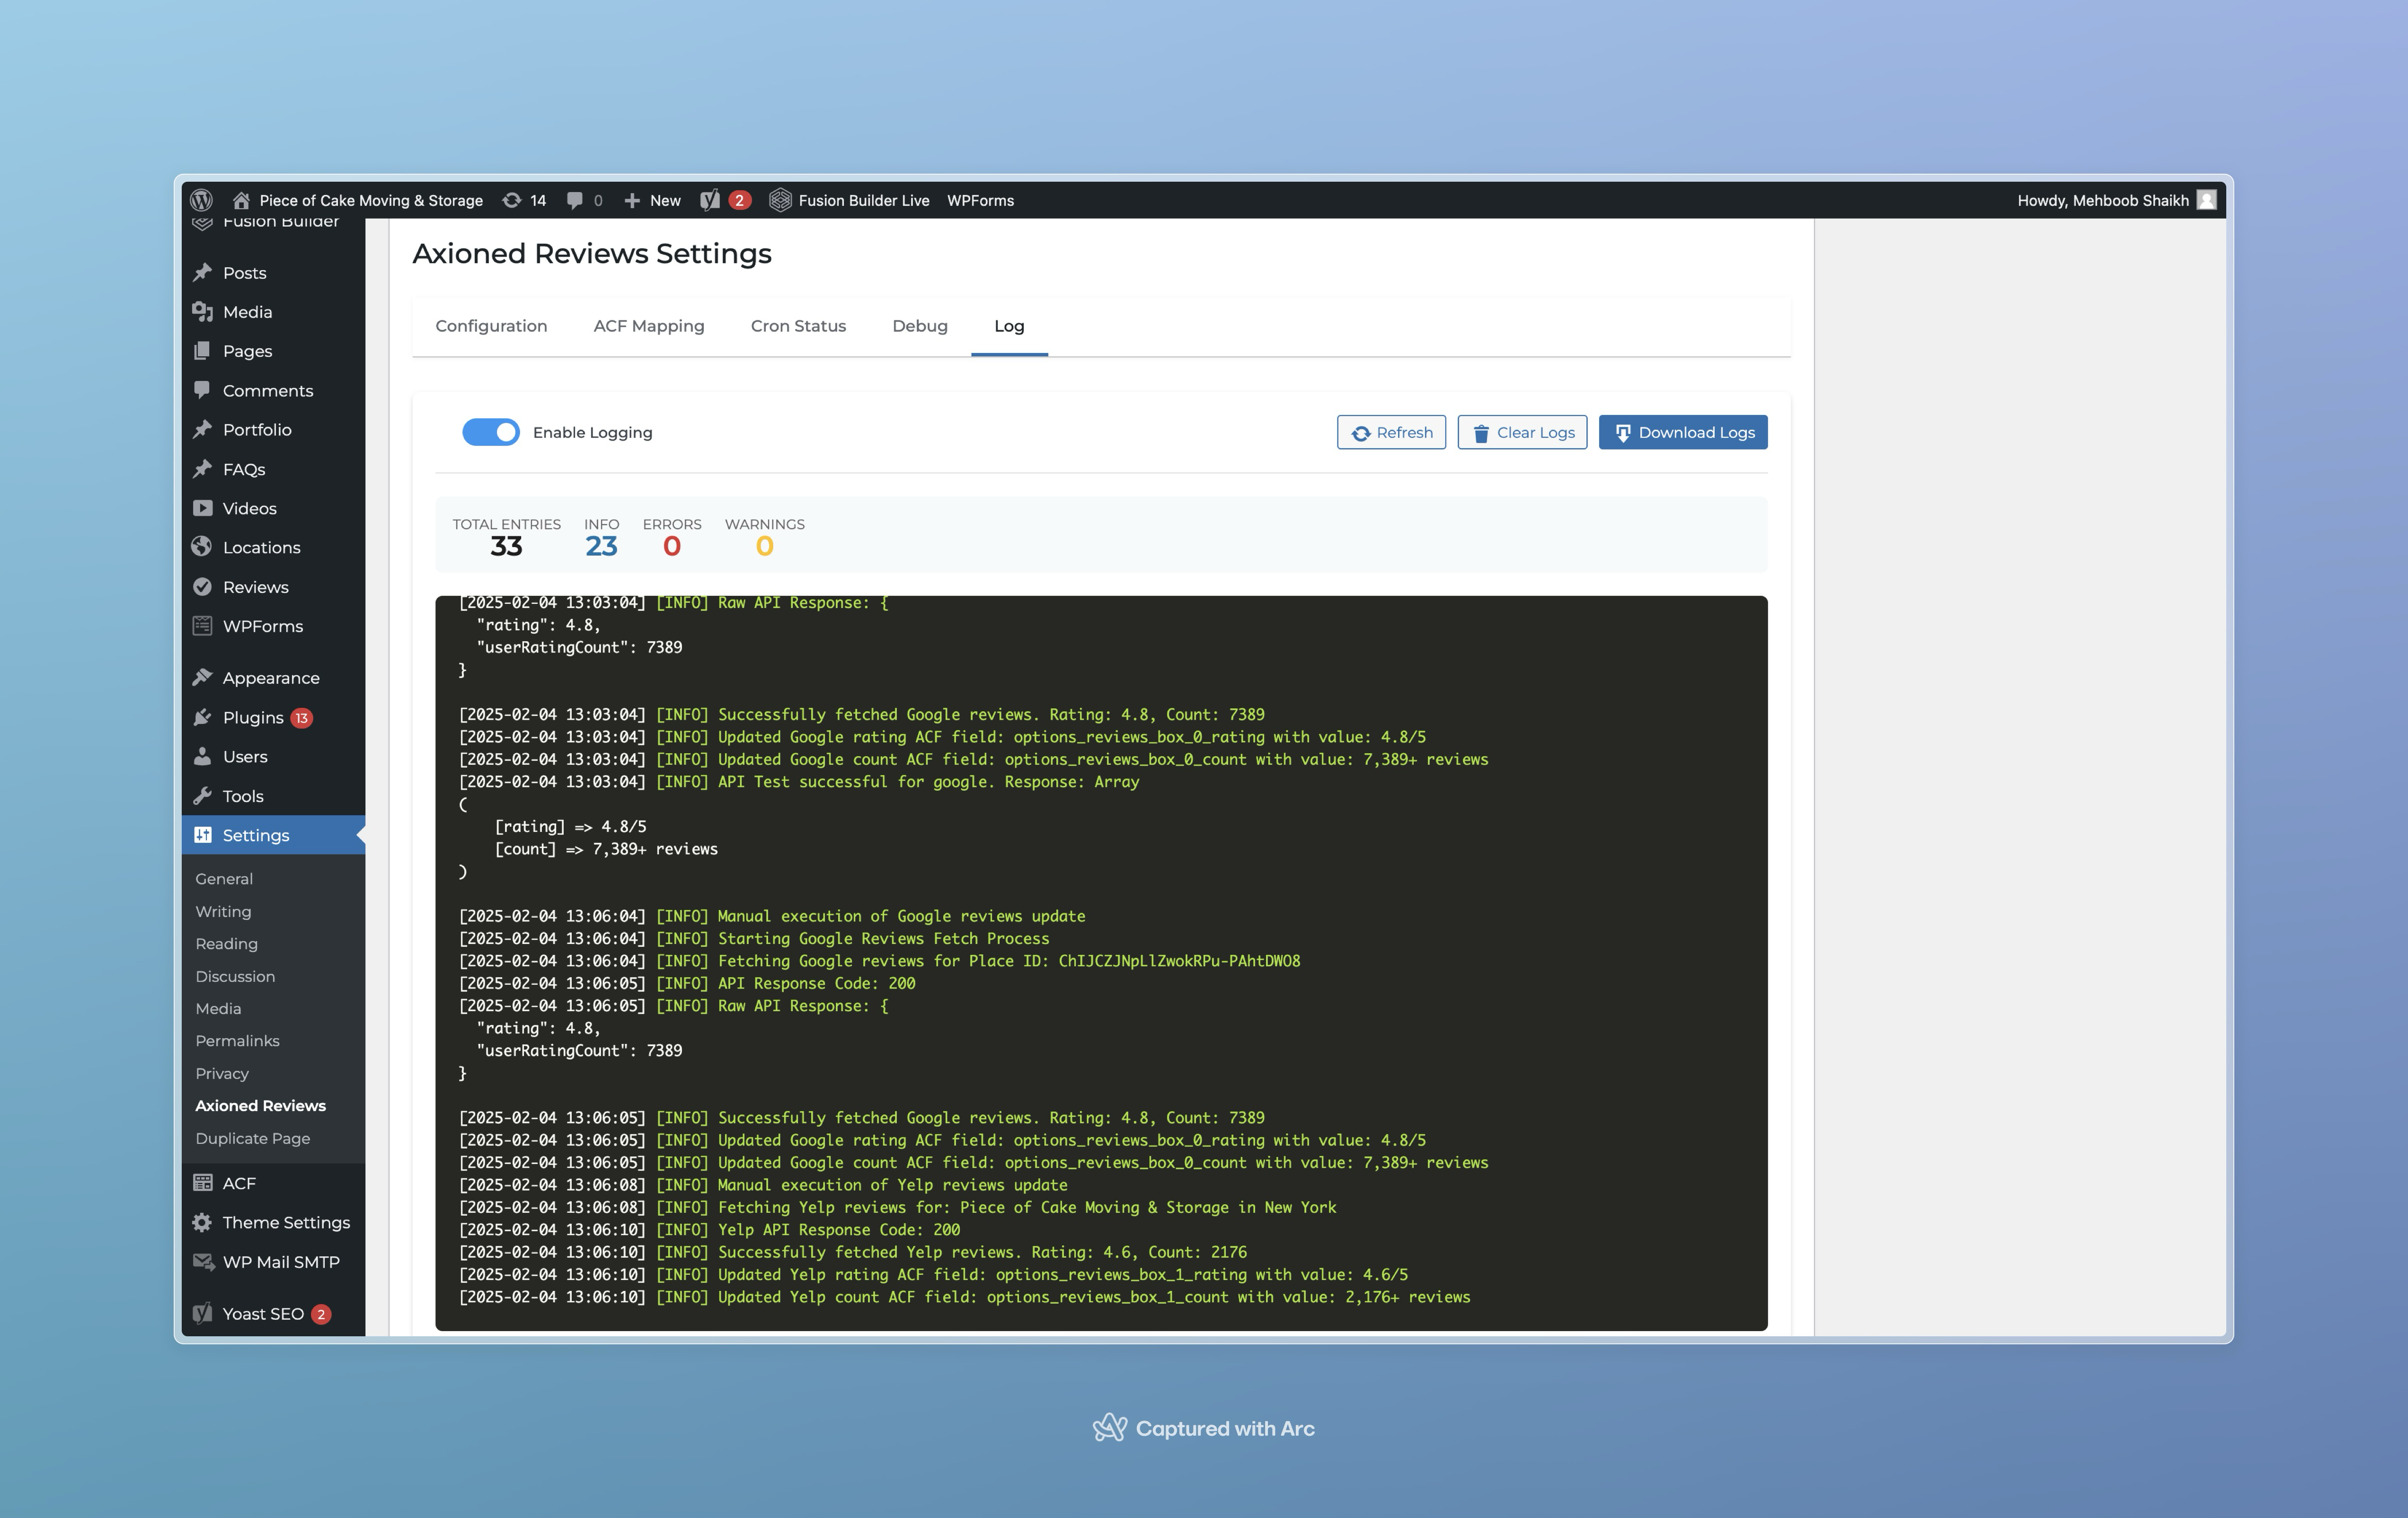 Piece of Cake Moving & Storage 14 0 New 2 Fusion Builder Live WPForms Howdy, Mehboob Shaikh
Fusion Builder
Posts
Media
Pages
Comments
Portfolio
FAQs
Videos
Locations
Reviews
WPForms
Appearance
Plugins 13
Users
Tools
Settings
General
Writing
Reading
Discussion
Media
Permalinks
Privacy
Axioned Reviews
Duplicate Page
ACF
Theme Settings
WP Mail SMTP
Yoast SEO 2
Axioned Reviews Settings
Configuration ACF Mapping Cron Status Debug Log
Enable Logging Refresh Clear Logs Download Logs
TOTAL ENTRIES INFO ERRORS WARNINGS
33 23 0 0
[2025-02-04 13:03:04] [INFO] Raw API Response: {
"rating": 4.8,
"userRatingCount": 7389
}
[2025-02-04 13:03:04] [INFO] Successfully fetched Google reviews. Rating: 4.8, Count: 7389
[2025-02-04 13:03:04] [INFO] Updated Google rating ACF field: options_reviews_box_0_rating with value: 4.8/5
[2025-02-04 13:03:04] [INFO] Updated Google count ACF field: options_reviews_box_0_count with value: 7,389+ reviews
[2025-02-04 13:03:04] [INFO] API Test successful for google. Response: Array
(
[rating] => 4.8/5
[count] => 7,389+ reviews
)
[2025-02-04 13:06:04] [INFO] Manual execution of Google reviews update
[2025-02-04 13:06:04] [INFO] Starting Google Reviews Fetch Process
[2025-02-04 13:06:04] [INFO] Fetching Google reviews for Place ID: ChIJCZJNpLlZwokRPu-PAhtDWO8
[2025-02-04 13:06:05] [INFO] API Response Code: 200
[2025-02-04 13:06:05] [INFO] Raw API Response: {
"rating": 4.8,
"userRatingCount": 7389
}
[2025-02-04 13:06:05] [INFO] Successfully fetched Google reviews. Rating: 4.8, Count: 7389
[2025-02-04 13:06:05] [INFO] Updated Google rating ACF field: options_reviews_box_0_rating with value: 4.8/5
[2025-02-04 13:06:05] [INFO] Updated Google count ACF field: options_reviews_box_0_count with value: 7,389+ reviews
[2025-02-04 13:06:08] [INFO] Manual execution of Yelp reviews update
[2025-02-04 13:06:08] [INFO] Fetching Yelp reviews for: Piece of Cake Moving & Storage in New York
[2025-02-04 13:06:10] [INFO] Yelp API Response Code: 200
[2025-02-04 13:06:10] [INFO] Successfully fetched Yelp reviews. Rating: 4.6, Count: 2176
[2025-02-04 13:06:10] [INFO] Updated Yelp rating ACF field: options_reviews_box_1_rating with value: 4.6/5
[2025-02-04 13:06:10] [INFO] Updated Yelp count ACF field: options_reviews_box_1_count with value: 2,176+ reviews
Captured with Arc